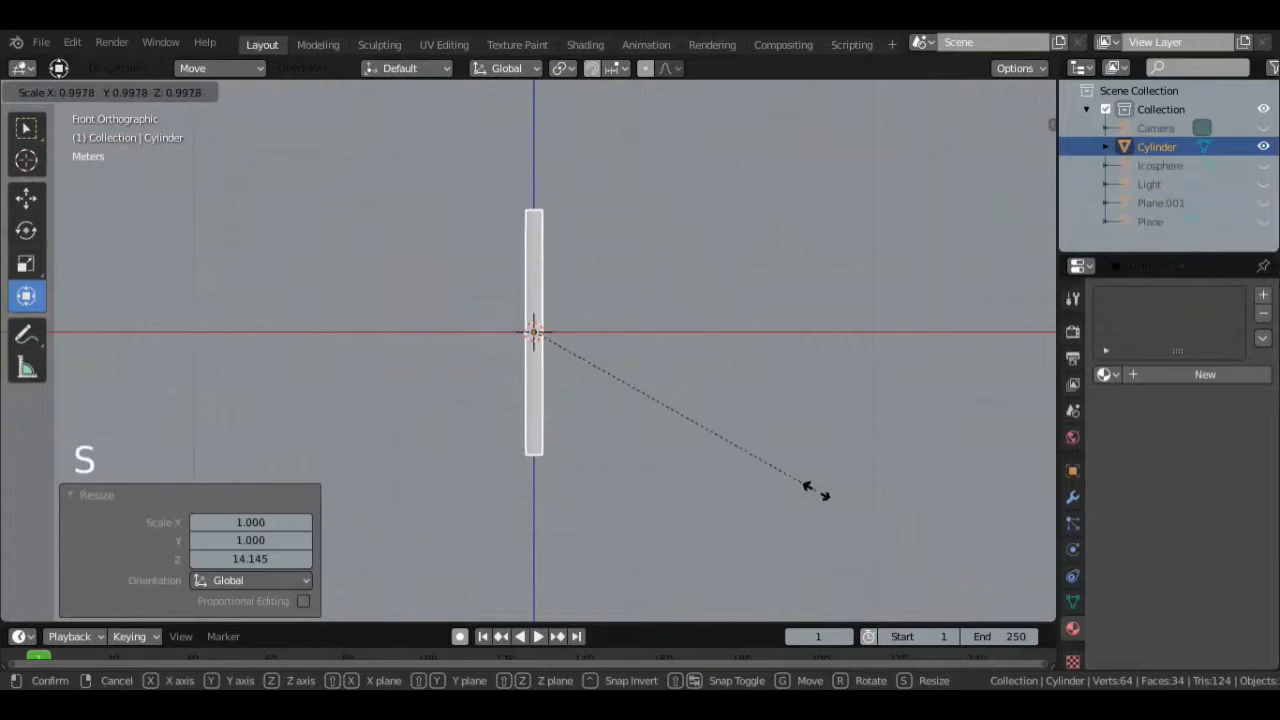 File Edit Render Window Help Layout Modeling Sculpting UV Editing Texture Paint Shading Animation Rendering Compositing Scripting + Scene View Layer
Move Default Global Options
Scale X: 0.9978 Y: 0.9978 Z: 0.9978
Front Orthographic
(1) Collection | Cylinder
Meters
Scene Collection
Collection
Camera
Cylinder
Icosphere
Light
Plane.001
Plane
New
S
Resize
Scale X 1.000
Y 1.000
Z 14.145
Orientation Global
Proportional Editing
Playback Keying View Marker 1 Start 1 End 250
1
Confirm Cancel X X axis Y Y axis Z Z axis X X plane Y Y plane Z Z plane Snap Invert Snap Toggle G Move R Rotate S Resize Collection | Cylinder | Verts:64 | Faces:34 | Tris:124 | Objects: